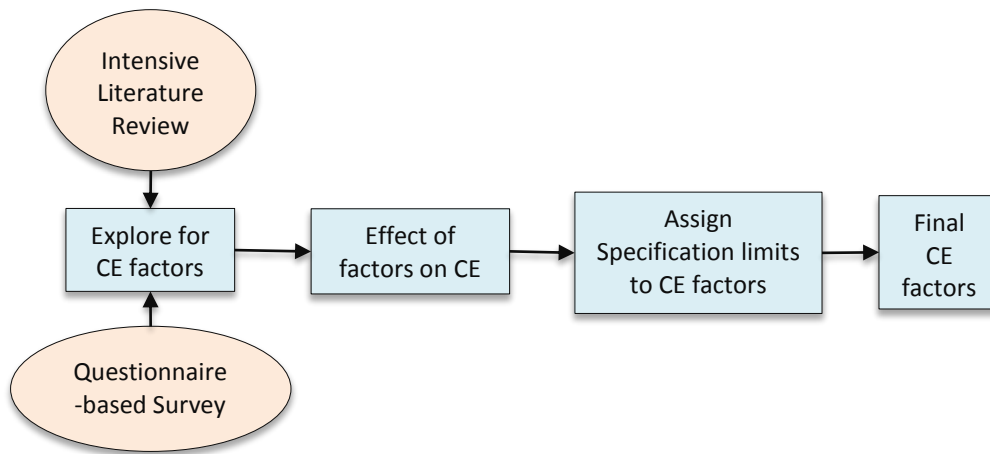 Intensive
Literature
Review
Explore for
CE factors
Effect of
factors on CE
Assign
Specification limits
to CE factors
Final
CE
factors
Questionnaire
-based Survey